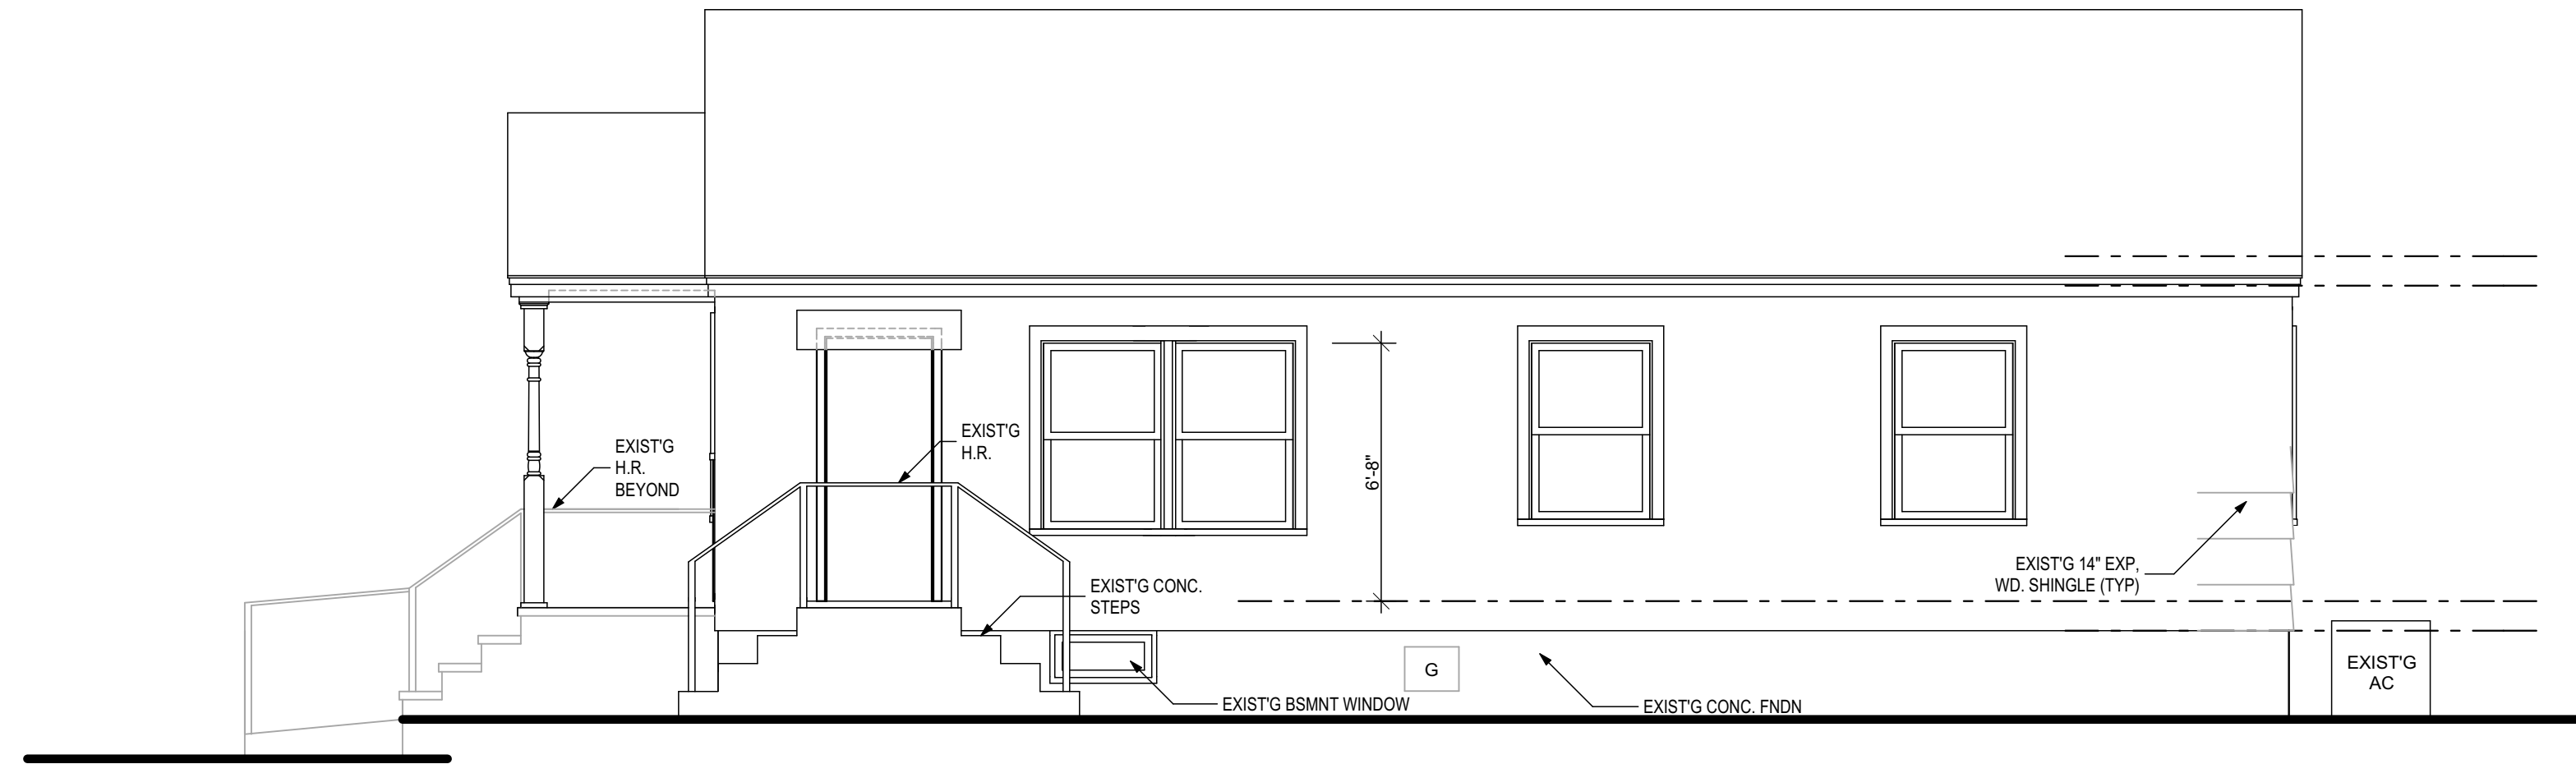 EXIST'G
H.R.
BEYOND
EXIST'G
H.R.
6'-8"
EXIST'G CONC.
STEPS
EXIST'G 14" EXP,
WD. SHINGLE (TYP)
G
EXIST'G
AC
EXIST'G BSMNT WINDOW
EXIST'G CONC. FNDN